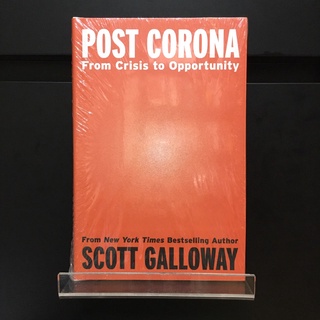 POST CORONA
From Crisis to Opportunity
From New York Times Bestselling Author
SCOTT GALLOWAY